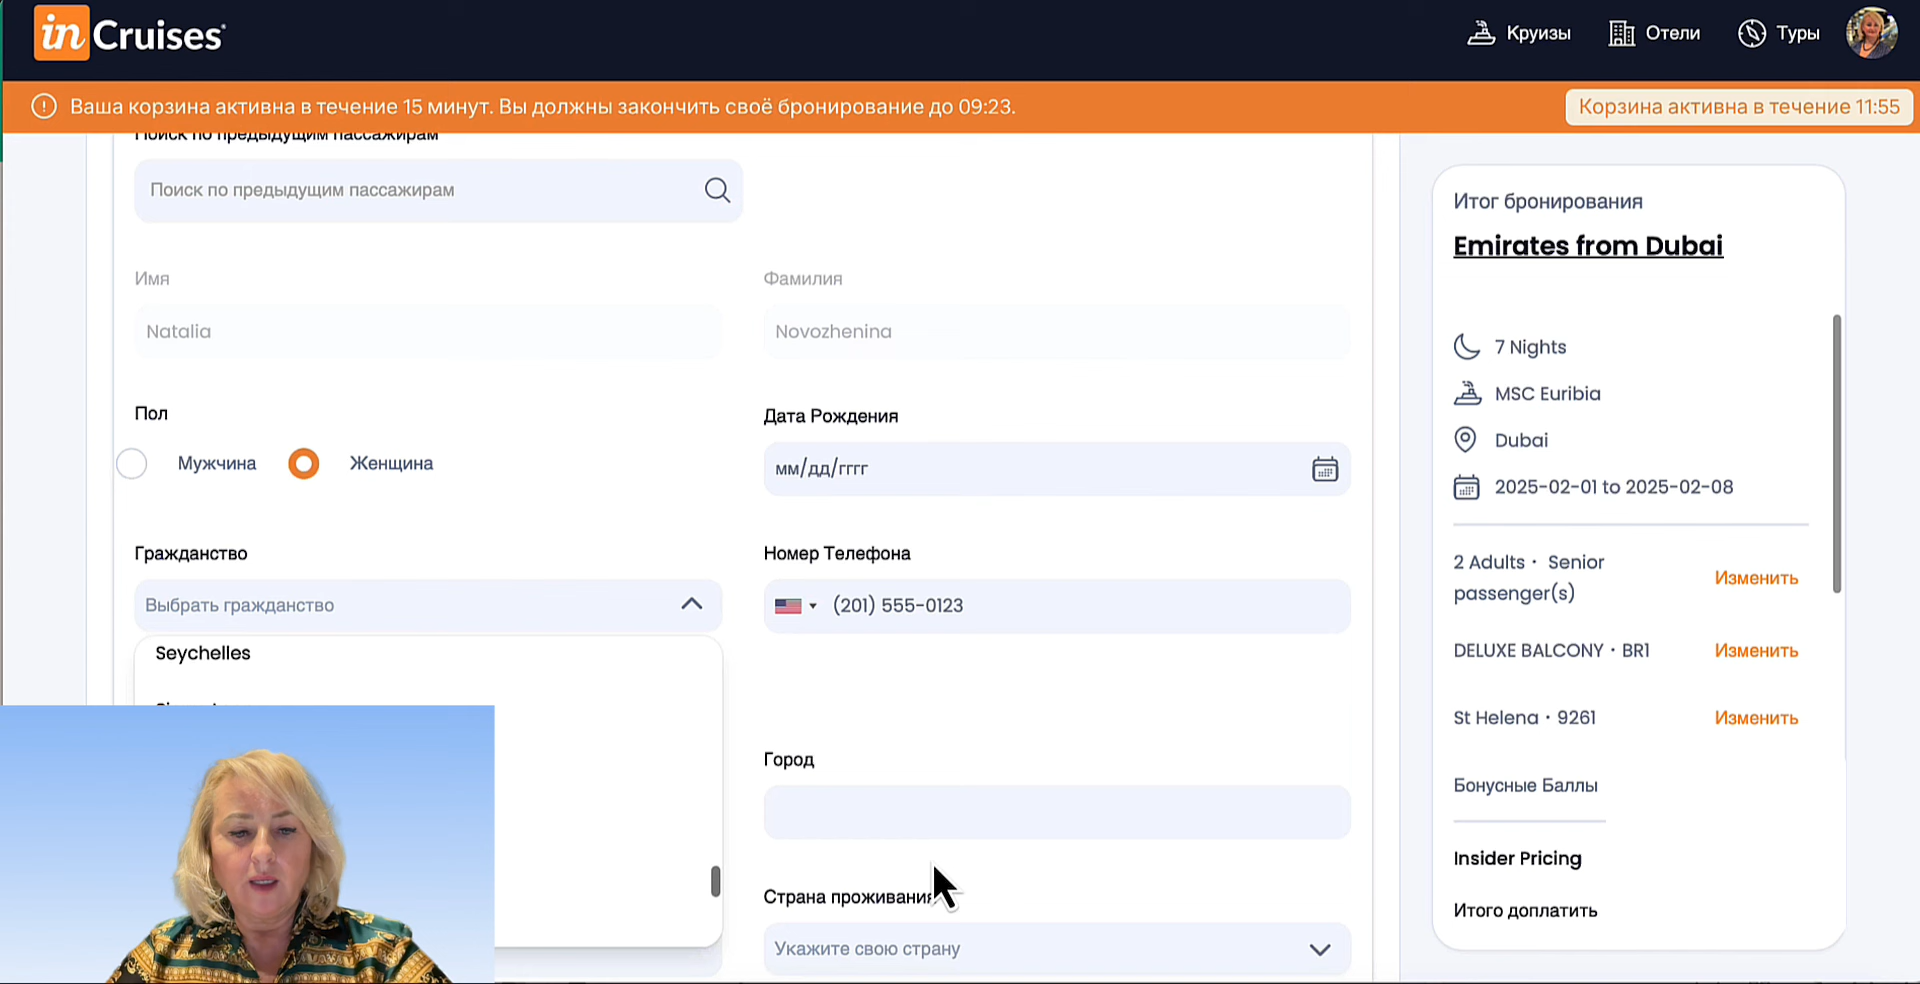 inCruises
Круизы
Отели
Туры
Ваша корзина активна в течение 15 минут. Вы должны закончить своё бронирование до 09:23.
Корзина активна в течение 11:55
Поиск по предыдущим пассажирам
Поиск по предыдущим пассажирам
Имя
Фамилия
Natalia
Novozhenina
Пол
Дата Рождения
Мужчина
Женщина
мм/дд/гггг
Гражданство
Номер Телефона
Выбрать гражданство
(201) 555-0123
Seychelles
Город
Страна проживания
Укажите свою страну
Итог бронирования
Emirates from Dubai
7 Nights
MSC Euribia
Dubai
2025-02-01 to 2025-02-08
2 Adults · Senior
passenger(s)
Изменить
DELUXE BALCONY · BR1
Изменить
St Helena · 9261
Изменить
Бонусные Баллы
Insider Pricing
Итого доплатить